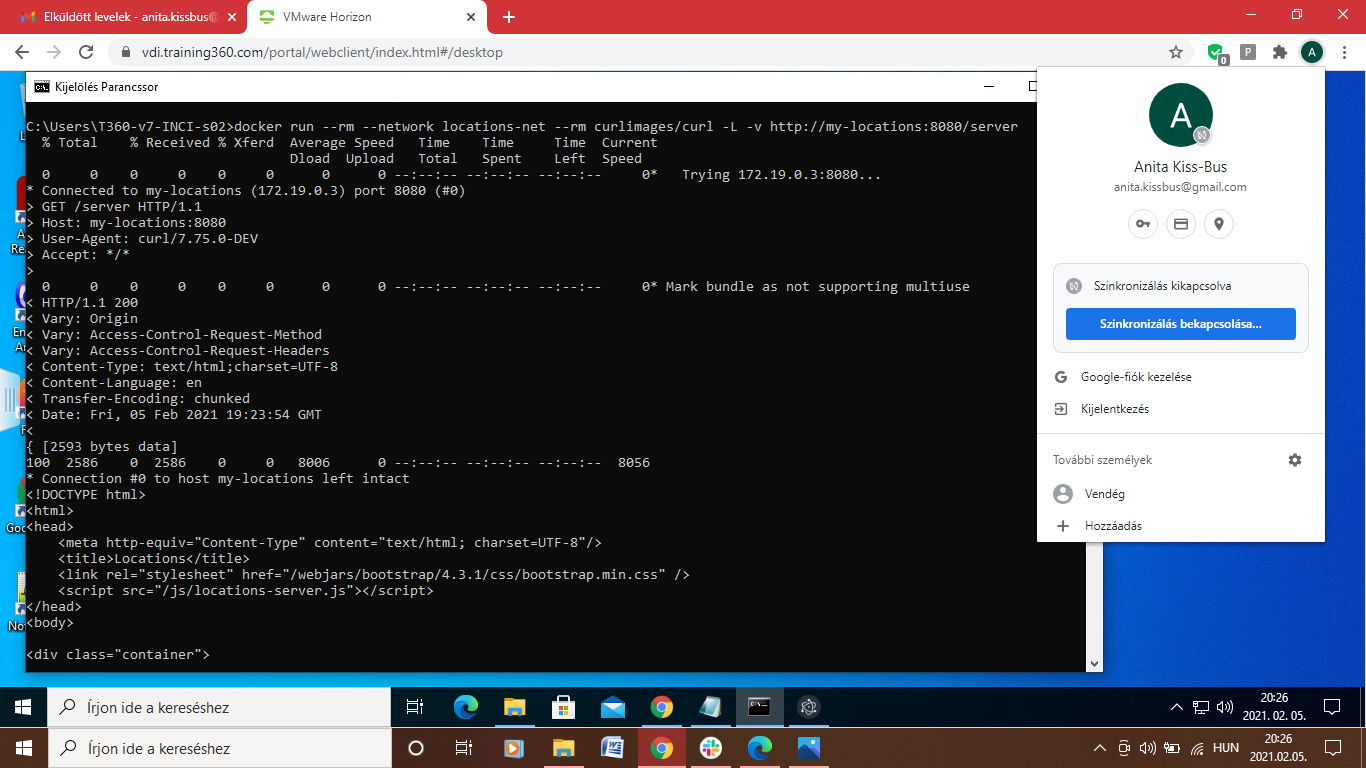 Elküldött levelek - anita.kissbus@
VMware Horizon
vdi.training360.com/portal/webclient/index.html#/desktop
0
P
A
Kijelölés Parancssor
C:\Users\T360-v7-INCI-s02>docker run --rm --network locations-net --rm curlimages/curl -L -v http://my-locations:8080/server
% Total % Received % Xferd Average Speed Time Time Time Current
Dload Upload Total Spent Left Speed
0 0 0 0 0 0 0 0 --:--:-- --:--:-- --:--:-- 0* Trying 172.19.0.3:8080...
* Connected to my-locations (172.19.0.3) port 8080 (#0)
> GET /server HTTP/1.1
> Host: my-locations:8080
> User-Agent: curl/7.75.0-DEV
> Accept: */*
>
0 0 0 0 0 0 0 0 --:--:-- --:--:-- --:--:-- 0* Mark bundle as not supporting multiuse
< HTTP/1.1 200
< Vary: Origin
< Vary: Access-Control-Request-Method
< Vary: Access-Control-Request-Headers
< Content-Type: text/html;charset=UTF-8
< Content-Language: en
< Transfer-Encoding: chunked
< Date: Fri, 05 Feb 2021 19:23:54 GMT
<
{ [2593 bytes data]
100 2586 0 2586 0 0 8006 0 --:--:-- --:--:-- --:--:-- 8056
* Connection #0 to host my-locations left intact
<!DOCTYPE html>
<html>
<head>
<meta http-equiv="Content-Type" content="text/html; charset=UTF-8"/>
<title>Locations</title>
<link rel="stylesheet" href="/webjars/bootstrap/4.3.1/css/bootstrap.min.css" />
<script src="/js/locations-server.js"></script>
</head>
<body>
<div class="container">
A
Anita Kiss-Bus
anita.kissbus@gmail.com
Szinkronizálás kikapcsolva
Szinkronizálás bekapcsolása...
Google-fiók kezelése
Kijelentkezés
További személyek
Vendég
Hozzáadás
Írjon ide a kereséshez
20:26
2021. 02. 05.
Írjon ide a kereséshez
HUN
20:26
2021.02.05.